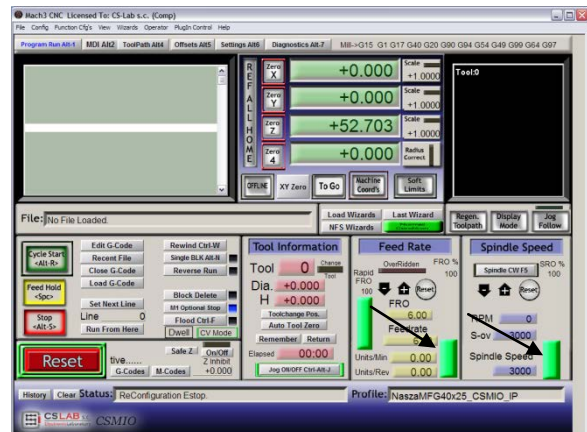 Mach3 CNC Licensed To: CS-Lab s.c. (Comp)
File Config Function Cfg's View Wizards Operator PlugIn Control Help
Program Run Alt-1 MDI Alt2 ToolPath Alt4 Offsets Alt5 Settings Alt6 Diagnostics Alt-7 Mill->G15 G1 G17 G40 G20 G90 G94 G54 G49 G99 G64 G97
REF ALL HOME
Zero X +0.000 Scale +1.0000
Zero Y +0.000 Scale +1.0000
Zero Z +52.703 Scale +1.0000
Zero 4 +0.000 Radius Correct
OFFLINE XY Zero To Go Machine Coord's Soft Limits
Tool:0
File: No File Loaded.
Load Wizards Last Wizard
NFS Wizards
Regen. Toolpath Display Mode Jog Follow
Cycle Start <Alt-R>
Feed Hold <Spc>
Stop <Alt-S>
Edit G-Code Rewind Ctrl-W
Recent File Single BLK Alt-N
Close G-Code Reverse Run
Load G-Code
Set Next Line Block Delete
M1 Optional Stop
Line 0 Flood Ctrl-F
Run From Here Dwell CV Mode
Reset
tive......
G-Codes M-Codes
Safe Z On/Off
Z Inhibit
+0.000
Tool Information
Tool 0 Change Tool
Dia. +0.000
H +0.000
Toolchange Pos.
Auto Tool Zero
Remember Return
Elapsed 00:00
Jog ON/OFF Ctrl-Alt-J
Feed Rate
OverRidden FRO %
Rapid FRO 100
100
Reset
FRO
6.00
Feedrate
Units/Min 0.00
Units/Rev 0.00
Spindle Speed
Spindle CW F5
SRO %
100
Reset
RPM 0
S-ov 3000
Spindle Speed
3000
History Clear Status: ReConfiguration Estop.
Profile: NaszaMFG40x25_CSMIO_IP
CSLAB s.c.
CSMIO